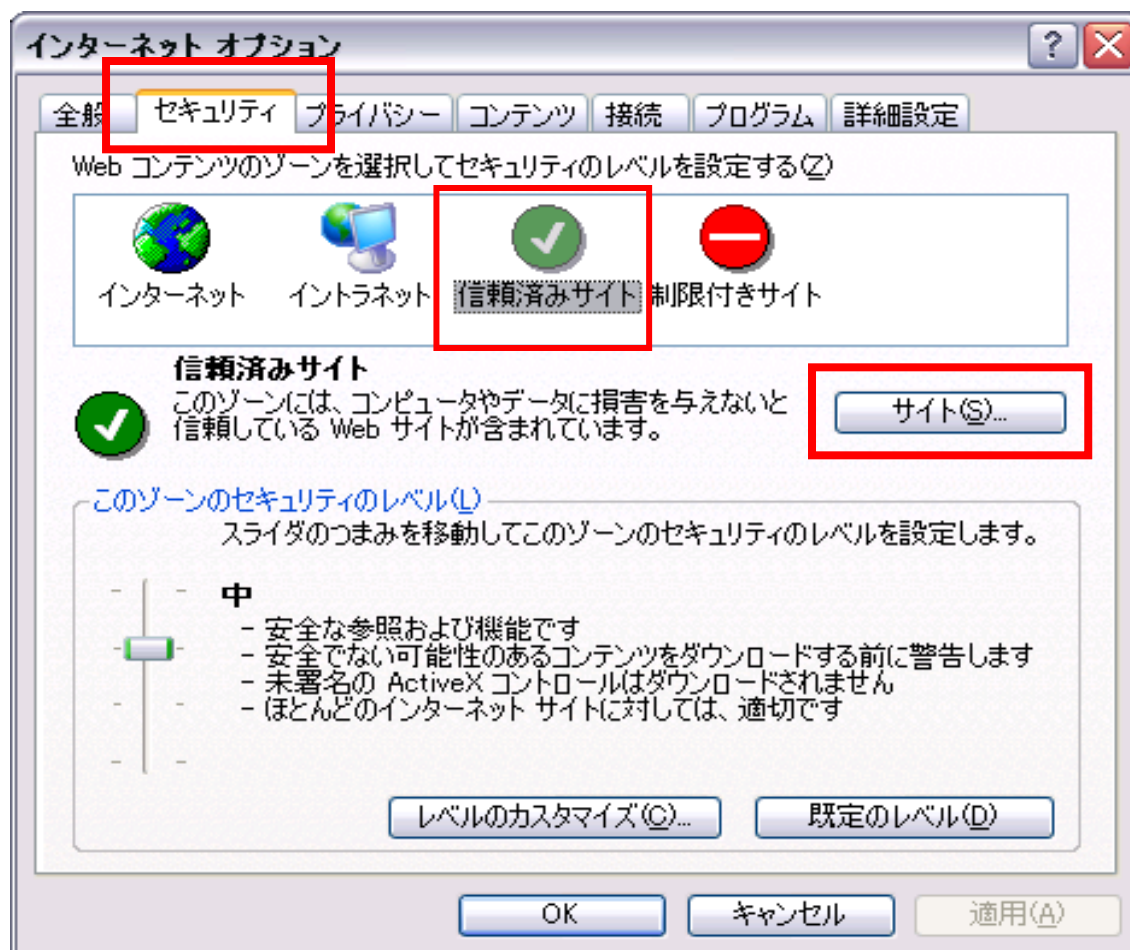 インターネット オプション
全般 セキュリティ プライバシー コンテンツ 接続 プログラム 詳細設定
Web コンテンツのゾーンを選択してセキュリティのレベルを設定する(Z)
インターネット イントラネット 信頼済みサイト 制限付きサイト
信頼済みサイト
このゾーンには、コンピュータやデータに損害を与えないと
信頼している Web サイトが含まれています。
サイト(S)...
このゾーンのセキュリティのレベル(L)
スライダのつまみを移動してこのゾーンのセキュリティのレベルを設定します。
中
- 安全な参照および機能です
- 安全でない可能性のあるコンテンツをダウンロードする前に警告します
- 未署名の ActiveX コントロールはダウンロードされません
- ほとんどのインターネット サイトに対しては、適切です
レベルのカスタマイズ(C)... 既定のレベル(D)
OK キャンセル 適用(A)